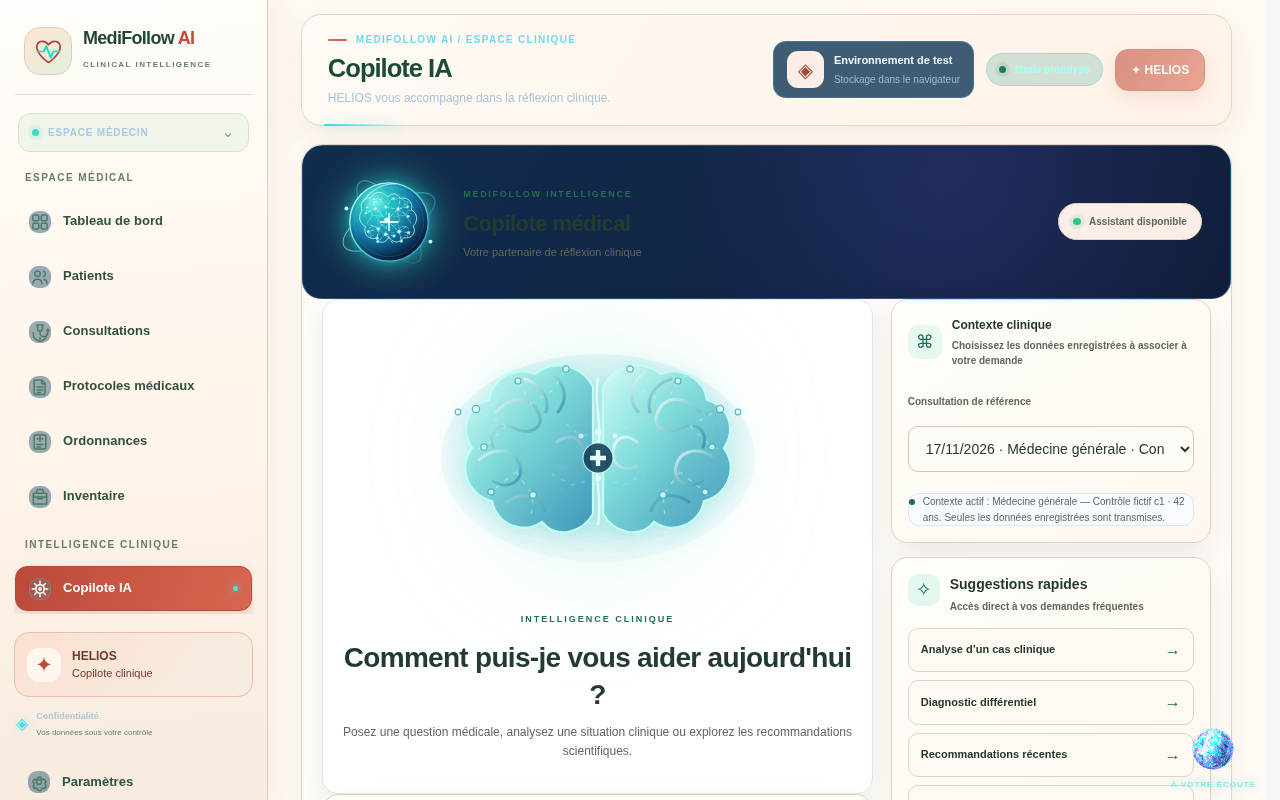 MediFollow AI
CLINICAL INTELLIGENCE
ESPACE MÉDECIN
ESPACE MÉDICAL
Tableau de bord
Patients
Consultations
Protocoles médicaux
Ordonnances
Inventaire
INTELLIGENCE CLINIQUE
Copilote IA
HELIOS
Copilote clinique
Confidentialité
Vos données sous votre contrôle
Paramètres
MEDIFOLLOW AI / ESPACE CLINIQUE
Copilote IA
HELIOS vous accompagne dans la réflexion clinique.
Environnement de test
Stockage dans le navigateur
Mode prototype
HELIOS
MEDIFOLLOW INTELLIGENCE
Copilote médical
Votre partenaire de réflexion clinique
Assistant disponible
INTELLIGENCE CLINIQUE
Comment puis-je vous aider aujourd'hui
?
Posez une question médicale, analysez une situation clinique ou explorez les recommandations
scientifiques.
Contexte clinique
Choisissez les données enregistrées à associer à
votre demande
Consultation de référence
17/11/2026 · Médecine générale · Con
Contexte actif : Médecine générale — Contrôle fictif c1 · 42
ans. Seules les données enregistrées sont transmises.
Suggestions rapides
Accès direct à vos demandes fréquentes
Analyse d'un cas clinique →
Diagnostic différentiel →
Recommandations récentes →
À VOTRE ÉCOUTE